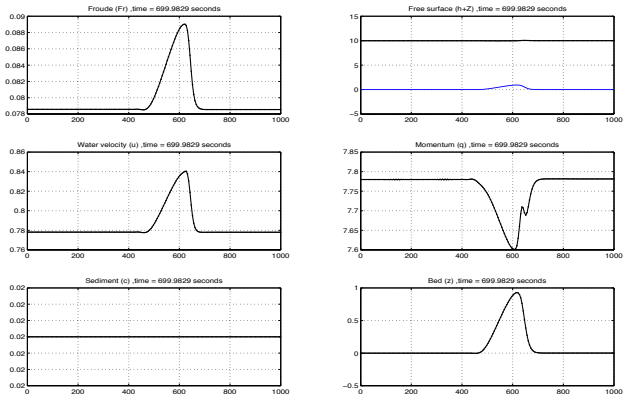 Froude (Fr) ,time = 699.9829 seconds
0.09
0.088
0.086
0.084
0.082
0.08
0.078
0 200 400 600 800 1000
Free surface (h+Z) ,time = 699.9829 seconds
15
10
5
0
−5
0 200 400 600 800 1000
Water velocity (u) ,time = 699.9829 seconds
0.86
0.84
0.82
0.8
0.78
0.76
0 200 400 600 800 1000
Momentum (q) ,time = 699.9829 seconds
7.85
7.8
7.75
7.7
7.65
7.6
0 200 400 600 800 1000
Sediment (c) ,time = 699.9829 seconds
0.02
0.02
0.02
0.02
0.02
0.02
0 200 400 600 800 1000
Bed (z) ,time = 699.9829 seconds
1
0.5
0
−0.5
0 200 400 600 800 1000